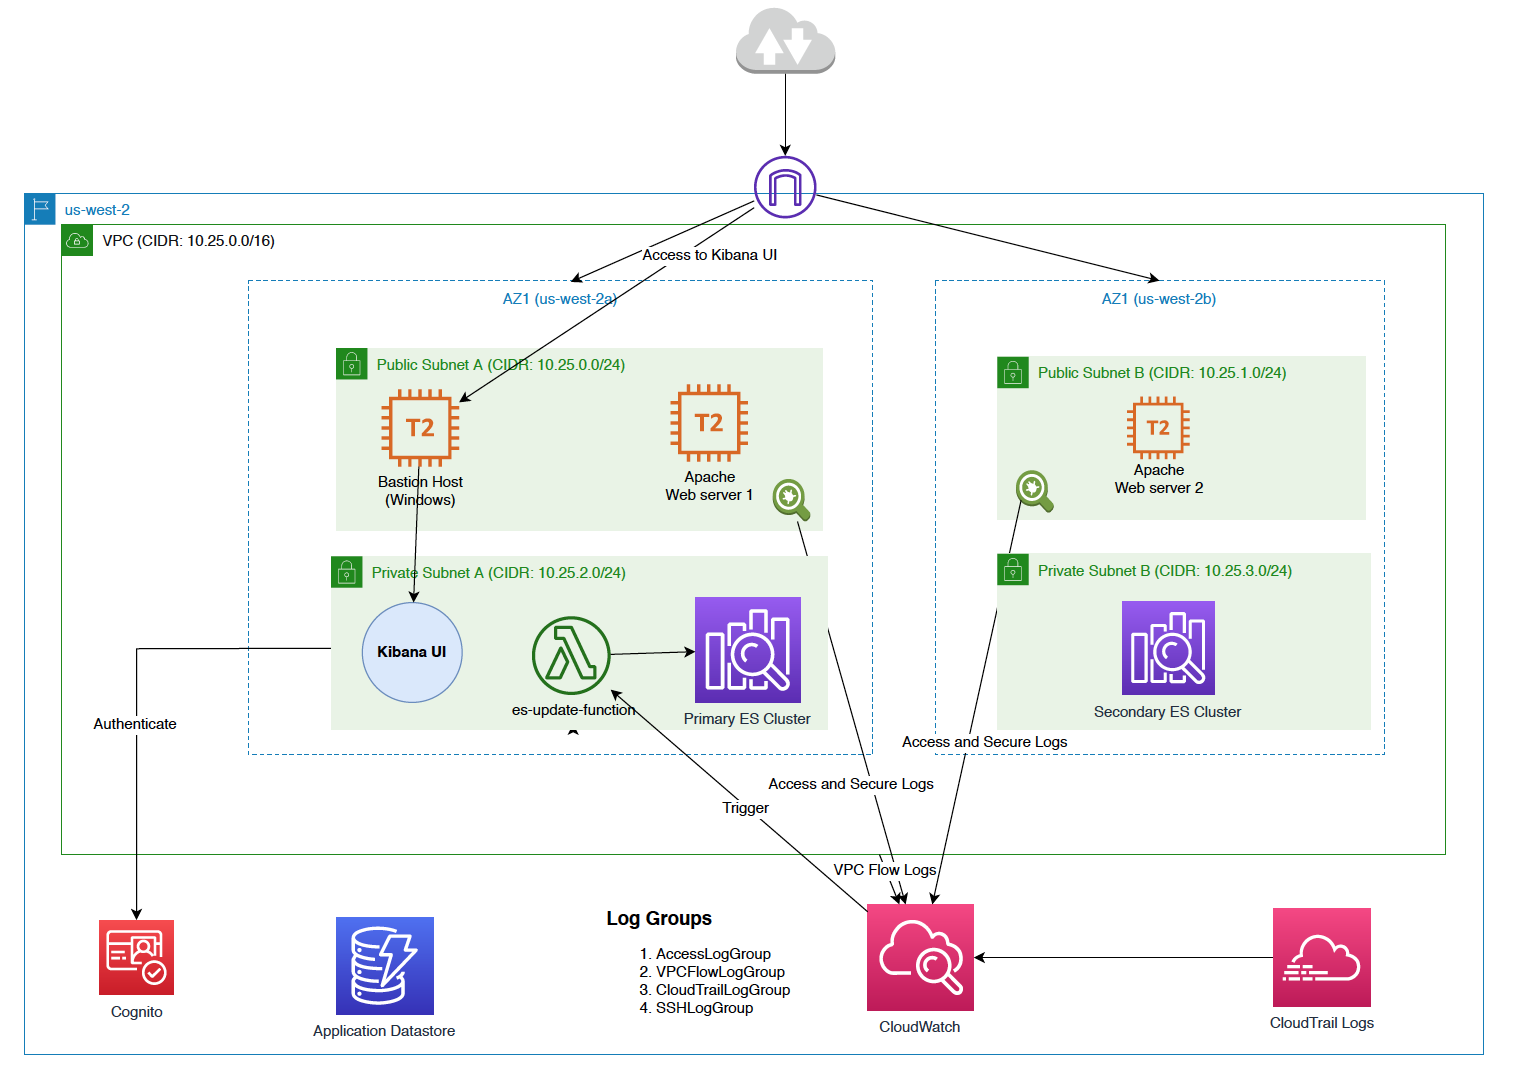 us-west-2
VPC (CIDR: 10.25.0.0/16)
Access to Kibana UI
AZ1 (us-west-2a)
AZ1 (us-west-2b)
Public Subnet A (CIDR: 10.25.0.0/24)
Public Subnet B (CIDR: 10.25.1.0/24)
T2
T2
T2
Bastion Host
(Windows)
Apache
Web server 1
Apache
Web server 2
Private Subnet A (CIDR: 10.25.2.0/24)
Private Subnet B (CIDR: 10.25.3.0/24)
Kibana UI
es-update-function
Primary ES Cluster
Secondary ES Cluster
Authenticate
Access and Secure Logs
Access and Secure Logs
Trigger
VPC Flow Logs
Log Groups
1. AccessLogGroup
2. VPCFlowLogGroup
3. CloudTrailLogGroup
4. SSHLogGroup
Cognito
Application Datastore
CloudWatch
CloudTrail Logs